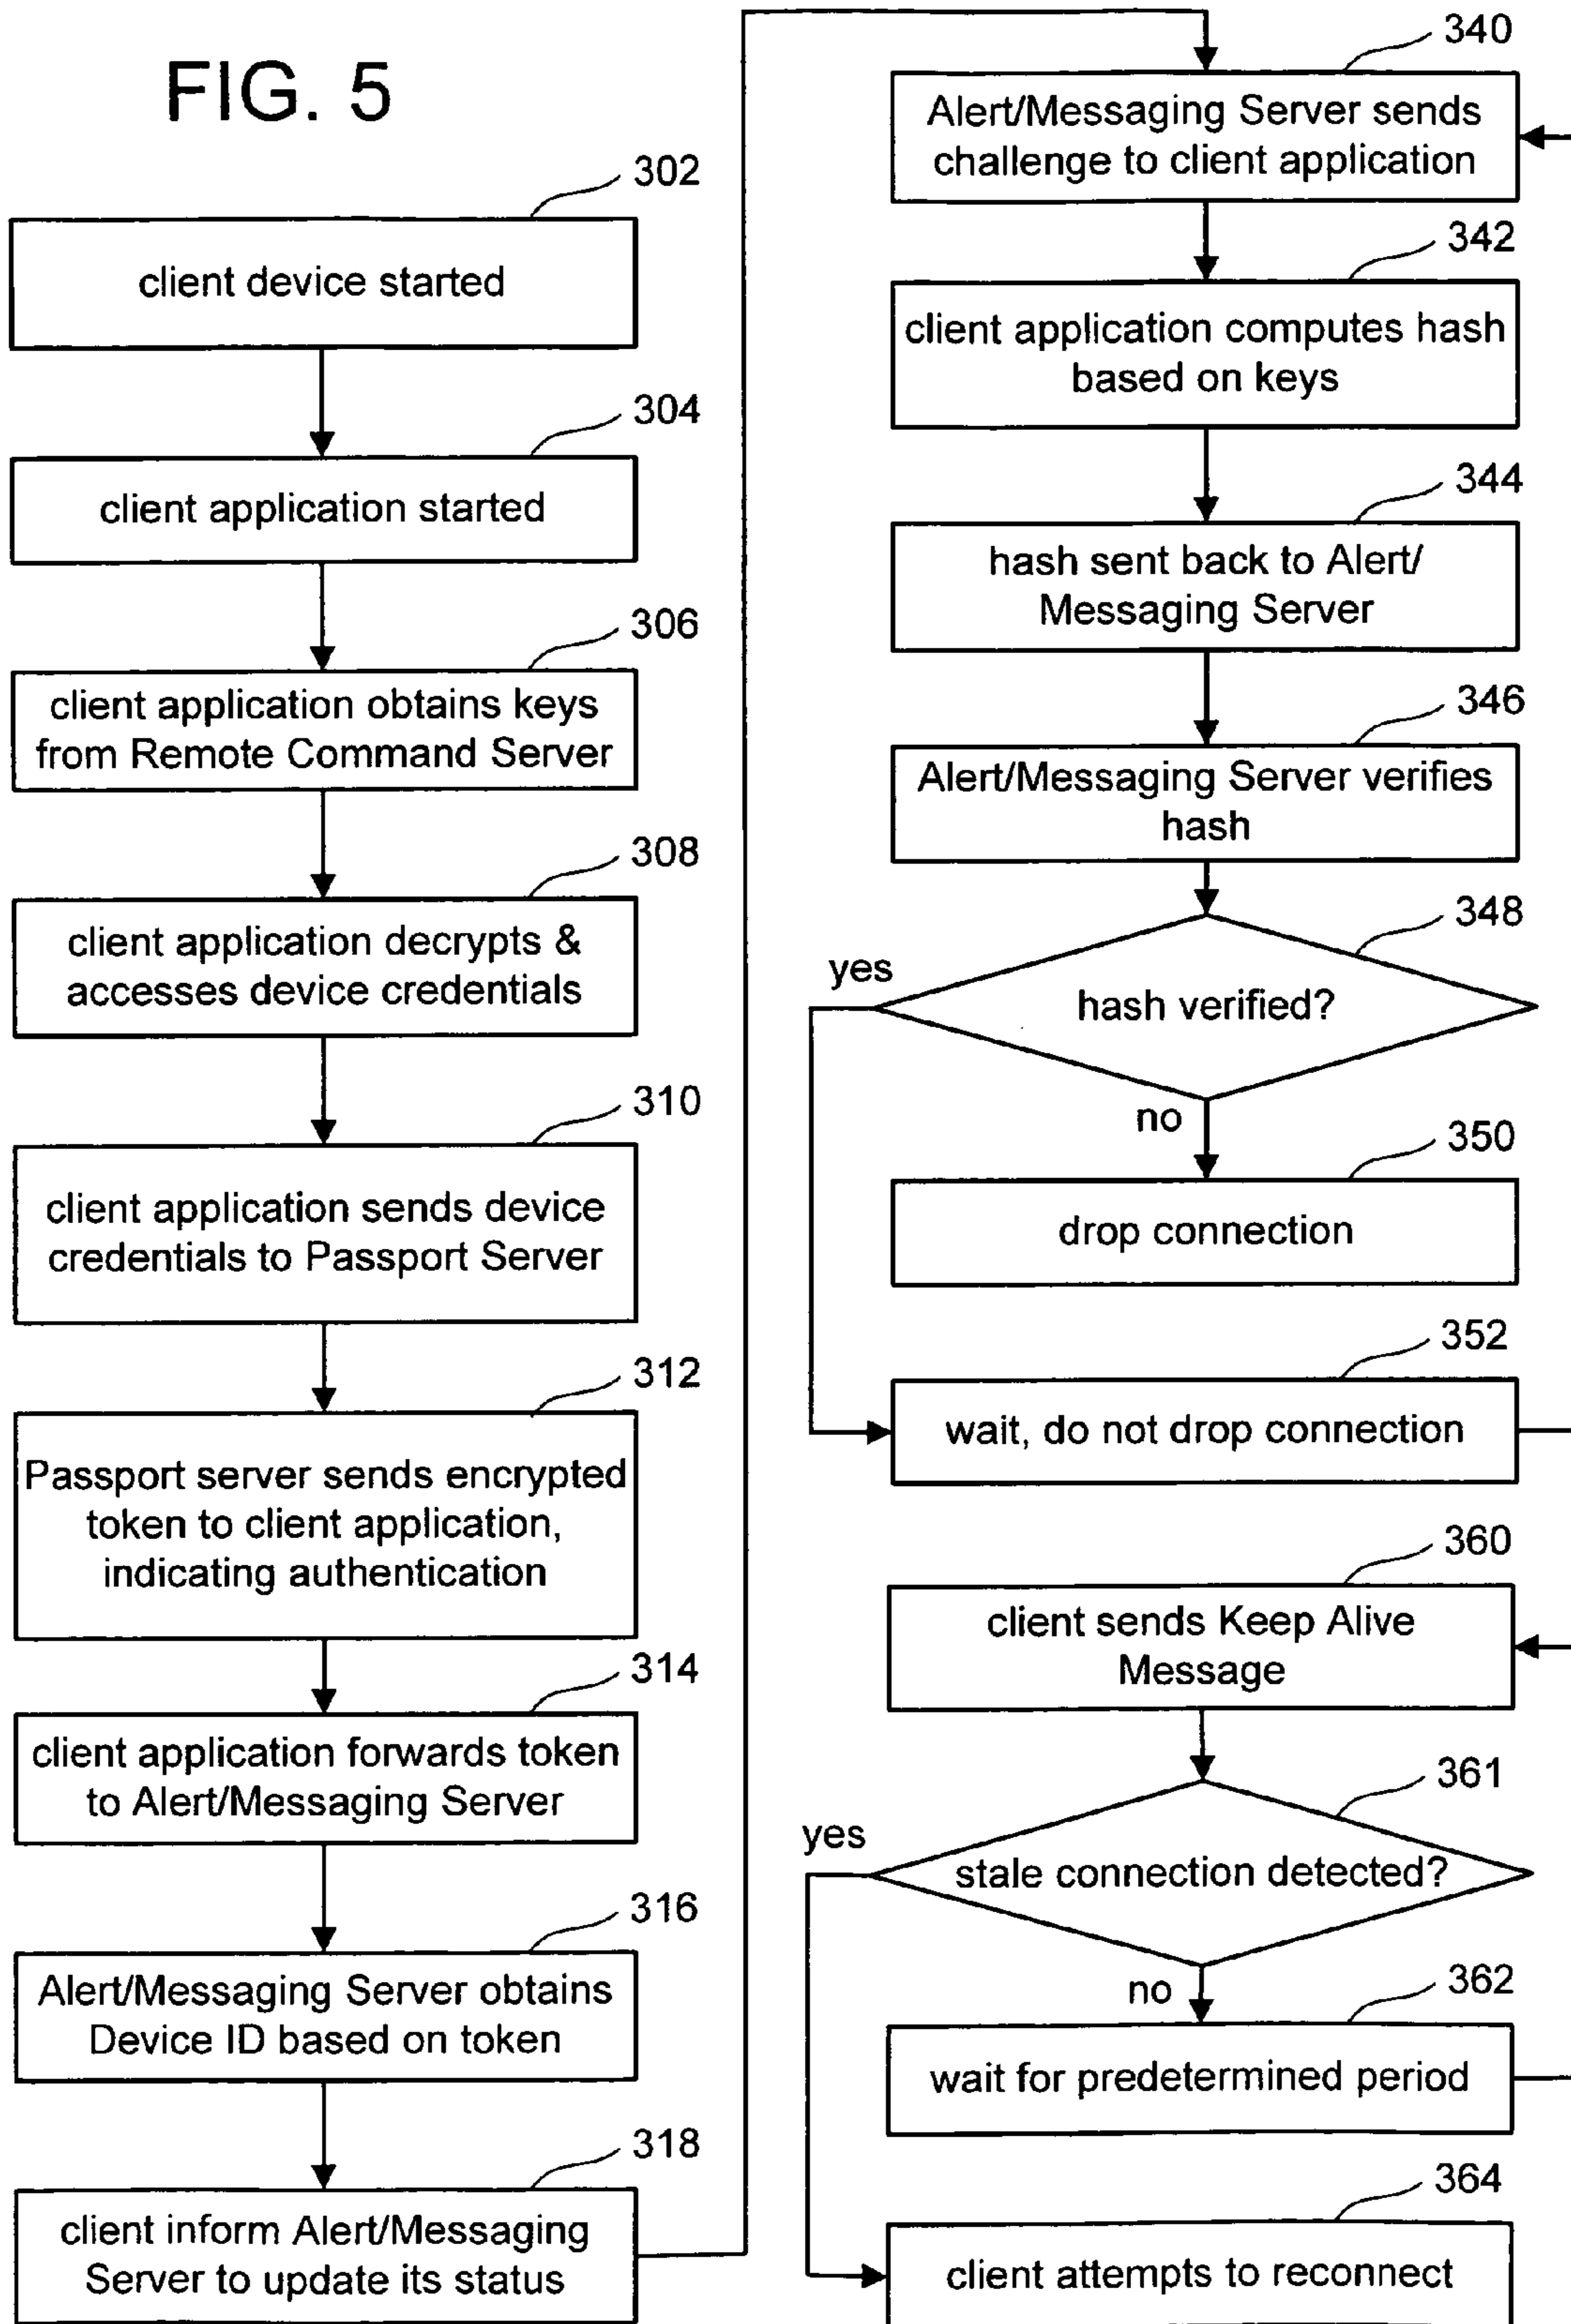 FIG. 5
302
client device started
304
client application started
306
client application obtains keys
from Remote Command Server
308
client application decrypts &
accesses device credentials
310
client application sends device
credentials to Passport Server
312
Passport server sends encrypted
token to client application,
indicating authentication
314
client application forwards token
to Alert/Messaging Server
316
Alert/Messaging Server obtains
Device ID based on token
318
client inform Alert/Messaging
Server to update its status
340
Alert/Messaging Server sends
challenge to client application
342
client application computes hash
based on keys
344
hash sent back to Alert/
Messaging Server
346
Alert/Messaging Server verifies
hash
348
yes
hash verified?
no
350
drop connection
352
wait, do not drop connection
360
client sends Keep Alive
Message
361
yes
stale connection detected?
no
362
wait for predetermined period
364
client attempts to reconnect